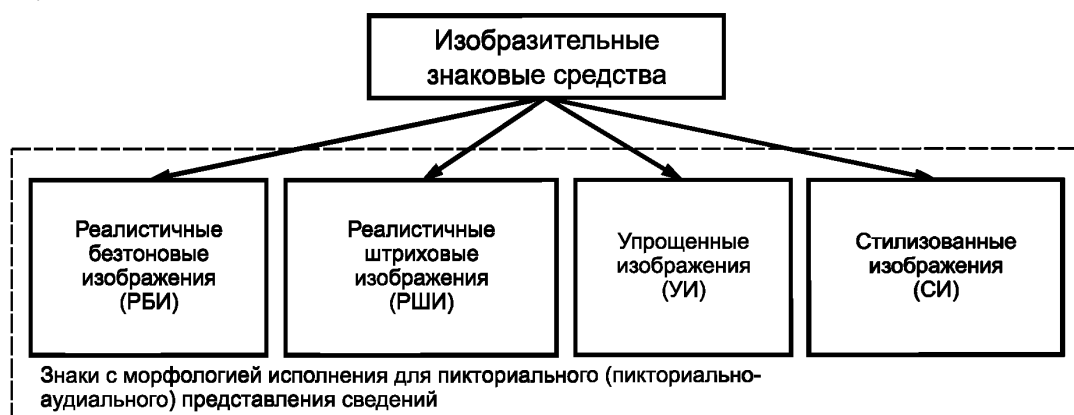 Изобразительные
знаковые средства
Реалистичные
безтоновые
изображения
(РБИ)
Реалистичные
штриховые
изображения
(РШИ)
Упрощенные
изображения
(УИ)
Стилизованные
изображения
(СИ)
Знаки с морфологией исполнения для пикториального (пикториально-
аудиального) представления сведений